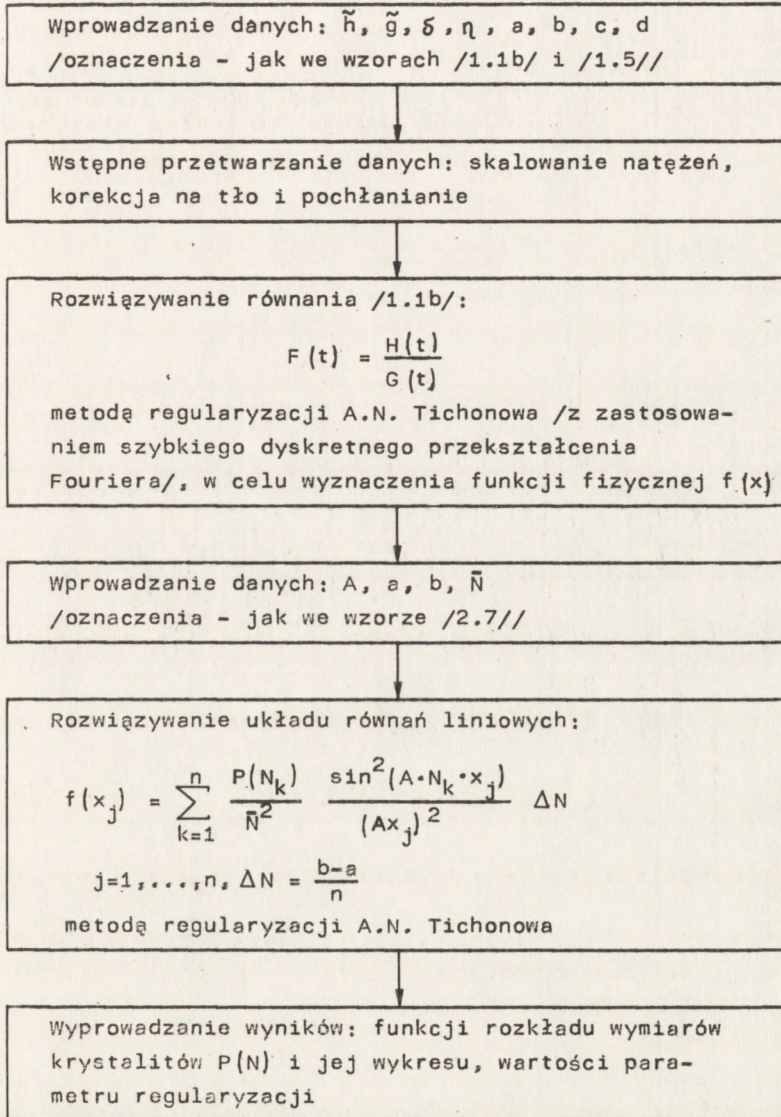 Wprowadzanie danych: h̃, g̃, δ, η, a, b, c, d
/oznaczenia - jak we wzorach /1.1b/ i /1.5//
Wstępne przetwarzanie danych: skalowanie natężeń,
korekcja na tło i pochłanianie
Rozwiązywanie równania /1.1b/:
F(t) = H(t)/G(t)
metodą regularyzacji A.N. Tichonowa /z zastosowa-
niem szybkiego dyskretnego przekształcenia
Fouriera/, w celu wyznaczenia funkcji fizycznej f(x)
Wprowadzanie danych: A, a, b, N̄
/oznaczenia - jak we wzorze /2.7//
Rozwiązywanie układu równań liniowych:
f(x_j) = ∑_{k=1}^{n} P(N_k)/N̄² sin²(A·N_k·x_j)/(Ax_j)² ΔN
j=1,...,n, ΔN = b-a/n
metodą regularyzacji A.N. Tichonowa
Wyprowadzanie wyników: funkcji rozkładu wymiarów
krystalitów P(N) i jej wykresu, wartości para-
metru regularyzacji